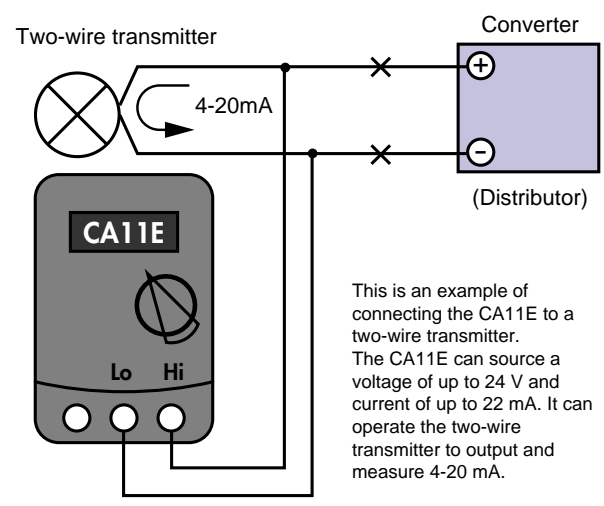 Converter
Two-wire transmitter
+
4-20mA
−
(Distributor)
CA11E
Lo Hi
This is an example of
connecting the CA11E to a
two-wire transmitter.
The CA11E can source a
voltage of up to 24 V and
current of up to 22 mA. It can
operate the two-wire
transmitter to output and
measure 4-20 mA.